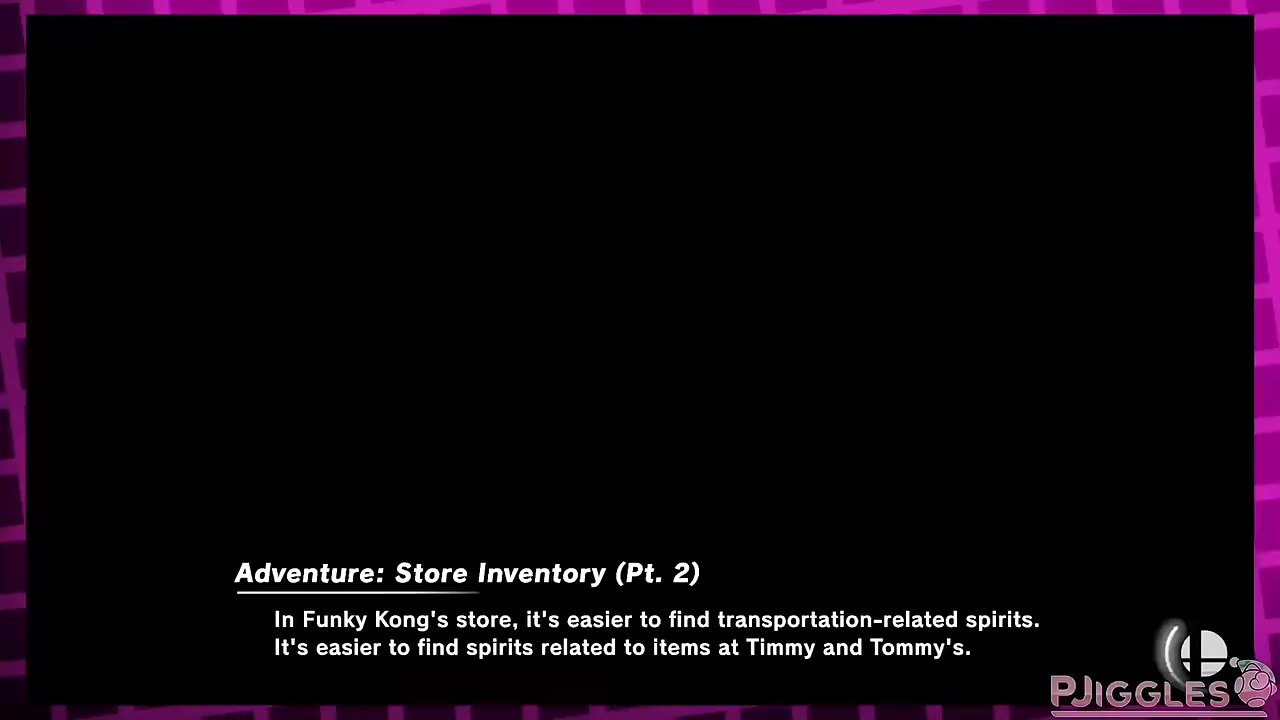 Adventure: Store Inventory (Pt. 2)
In Funky Kong's store, it's easier to find transportation-related spirits.
It's easier to find spirits related to items at Timmy and Tommy's.
PJIGGLES